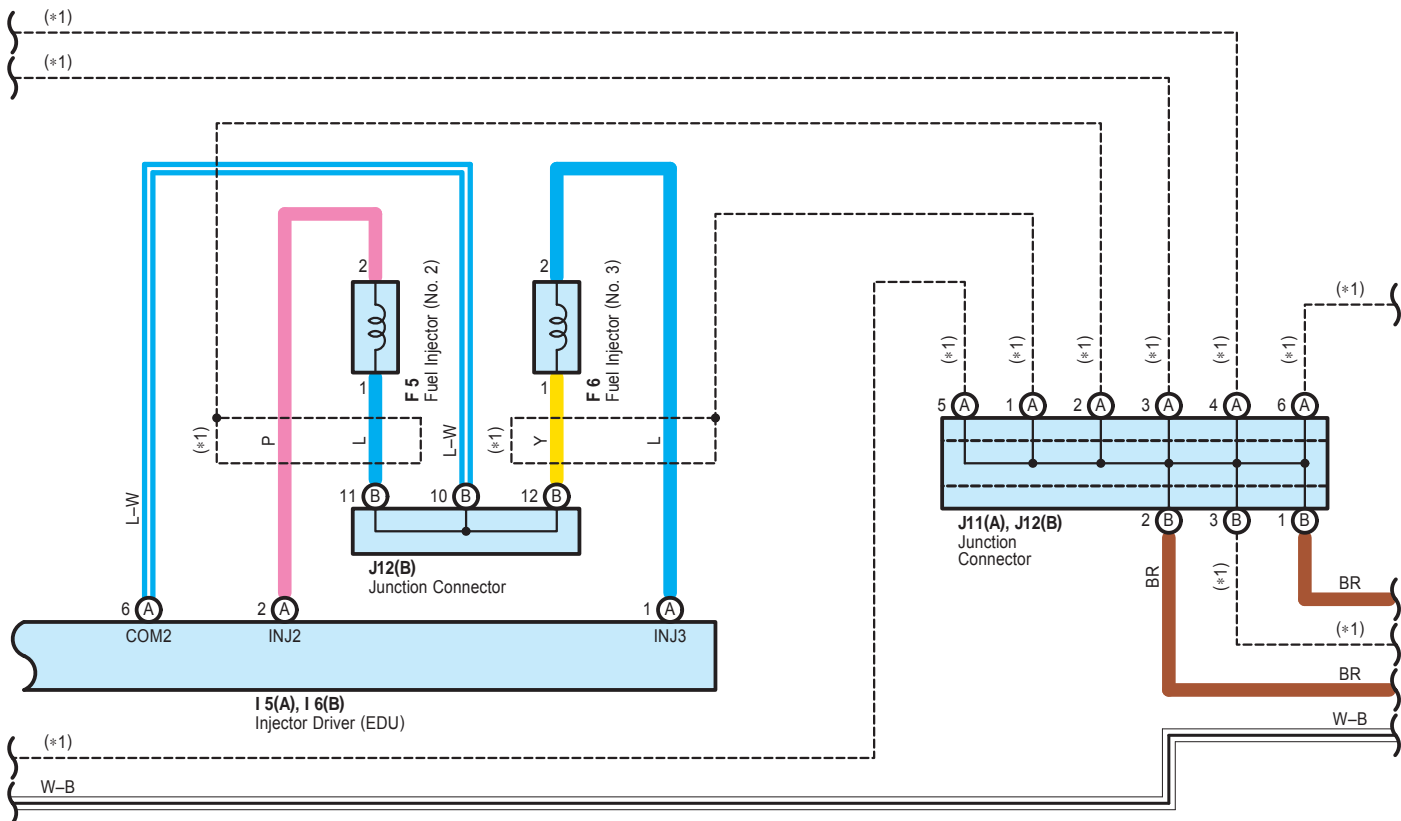 (*1)
(*1)
2
2
F 5
Fuel Injector (No. 2)
F 6
Fuel Injector (No. 3)
1
1
(*1)
(*1)
(*1)
(*1)
(*1)
(*1)
(*1)
5 A
1 A
2 A
3 A
4 A
6 A
(*1)
P
L
L–W
(*1)
Y
L
L–W
11 B
10 B
12 B
J12(B)
Junction Connector
J11(A), J12(B)
Junction
Connector
2 B
3 B
1 B
BR
(*1)
BR
(*1)
BR
6 A
2 A
1 A
COM2
INJ2
INJ3
I 5(A), I 6(B)
Injector Driver (EDU)
W–B
(*1)
W–B